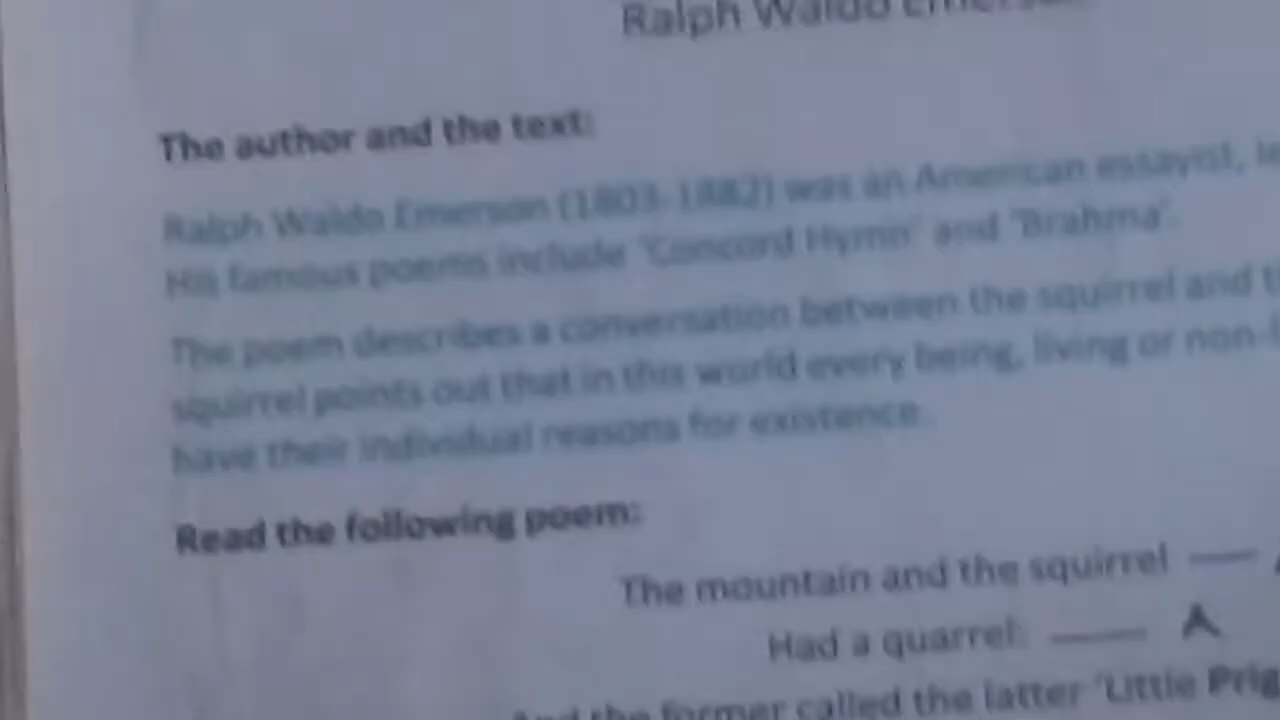 Ralph Waldo Emerson
The author and the text:
Ralph Waldo Emerson (1803-1882) was an American essayist,
His famous poems include 'Concord Hymn' and 'Brahma'.
The poem describes a conversation between the squirrel and
squirrel points out that in this world every being, living or non-
have their individual reasons for existence.
Read the following poem:
The mountain and the squirrel —
Had a quarrel: — A
And the former called the latter 'Little Prig